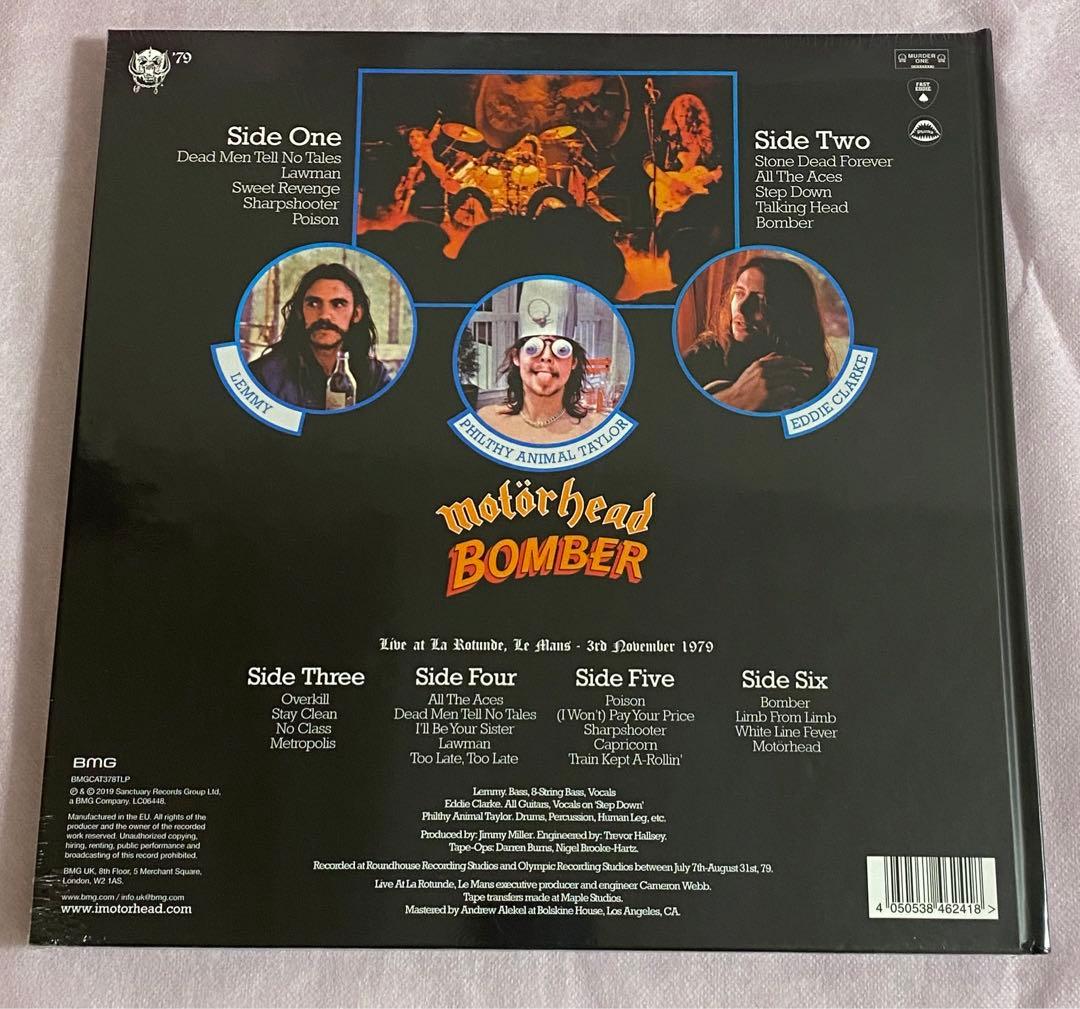 '79
MURDER ONE
FAST EDDIE
Side One
Dead Men Tell No Tales
Lawman
Sweet Revenge
Sharpshooter
Poison
Side Two
Stone Dead Forever
All The Aces
Step Down
Talking Head
Bomber
LEMMY
PHILTHY ANIMAL TAYLOR
EDDIE CLARKE
motörhead
BOMBER
Live at La Rotunde, Le Mans - 3rd November 1979
Side Three
Overkill
Stay Clean
No Class
Metropolis
Side Four
All The Aces
Dead Men Tell No Tales
I'll Be Your Sister
Lawman
Too Late, Too Late
Side Five
Poison
(I Won't) Pay Your Price
Sharpshooter
Capricorn
Train Kept A-Rollin'
Side Six
Bomber
Limb From Limb
White Line Fever
Motörhead
BMG
BMGCAT378TLP
℗ & © 2019 Sanctuary Records Group Ltd,
a BMG Company. LC06448.
Manufactured in the EU. All rights of the
producer and the owner of the recorded
work reserved. Unauthorized copying,
hiring, renting, public performance and
broadcasting of this record prohibited.
BMG UK, 8th Floor, 5 Merchant Square,
London, W2 1AS.
www.bmg.com / info.uk@bmg.com
www.imotorhead.com
Lemmy. Bass, 8-String Bass, Vocals
Eddie Clarke. All Guitars, Vocals on 'Step Down'
Philthy Animal Taylor. Drums, Percussion, Human Leg, etc.
Produced by: Jimmy Miller. Engineered by: Trevor Hallsey.
Tape-Ops: Darren Burns, Nigel Brooke-Hartz.
Recorded at Roundhouse Recording Studios and Olympic Recording Studios between July 7th-August 31st, 79.
Live At La Rotunde, Le Mans executive producer and engineer Cameron Webb.
Tape transfers made at Maple Studios.
Mastered by Andrew Alekel at Bolskine House, Los Angeles, CA.
4 050538 462418 >